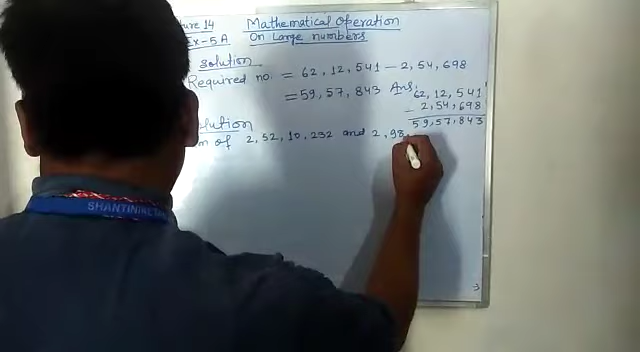 ure 14 Mathematical Operation
Ex-5A On Large numbers
Solution
Required no. = 62,12,541 - 2,54,698
= 59,57,843 Ans.
62,12,541
- 2,54,698
59,57,843
olution
m of 2,52,10,232 and 2,98,
SHANTINIKETA